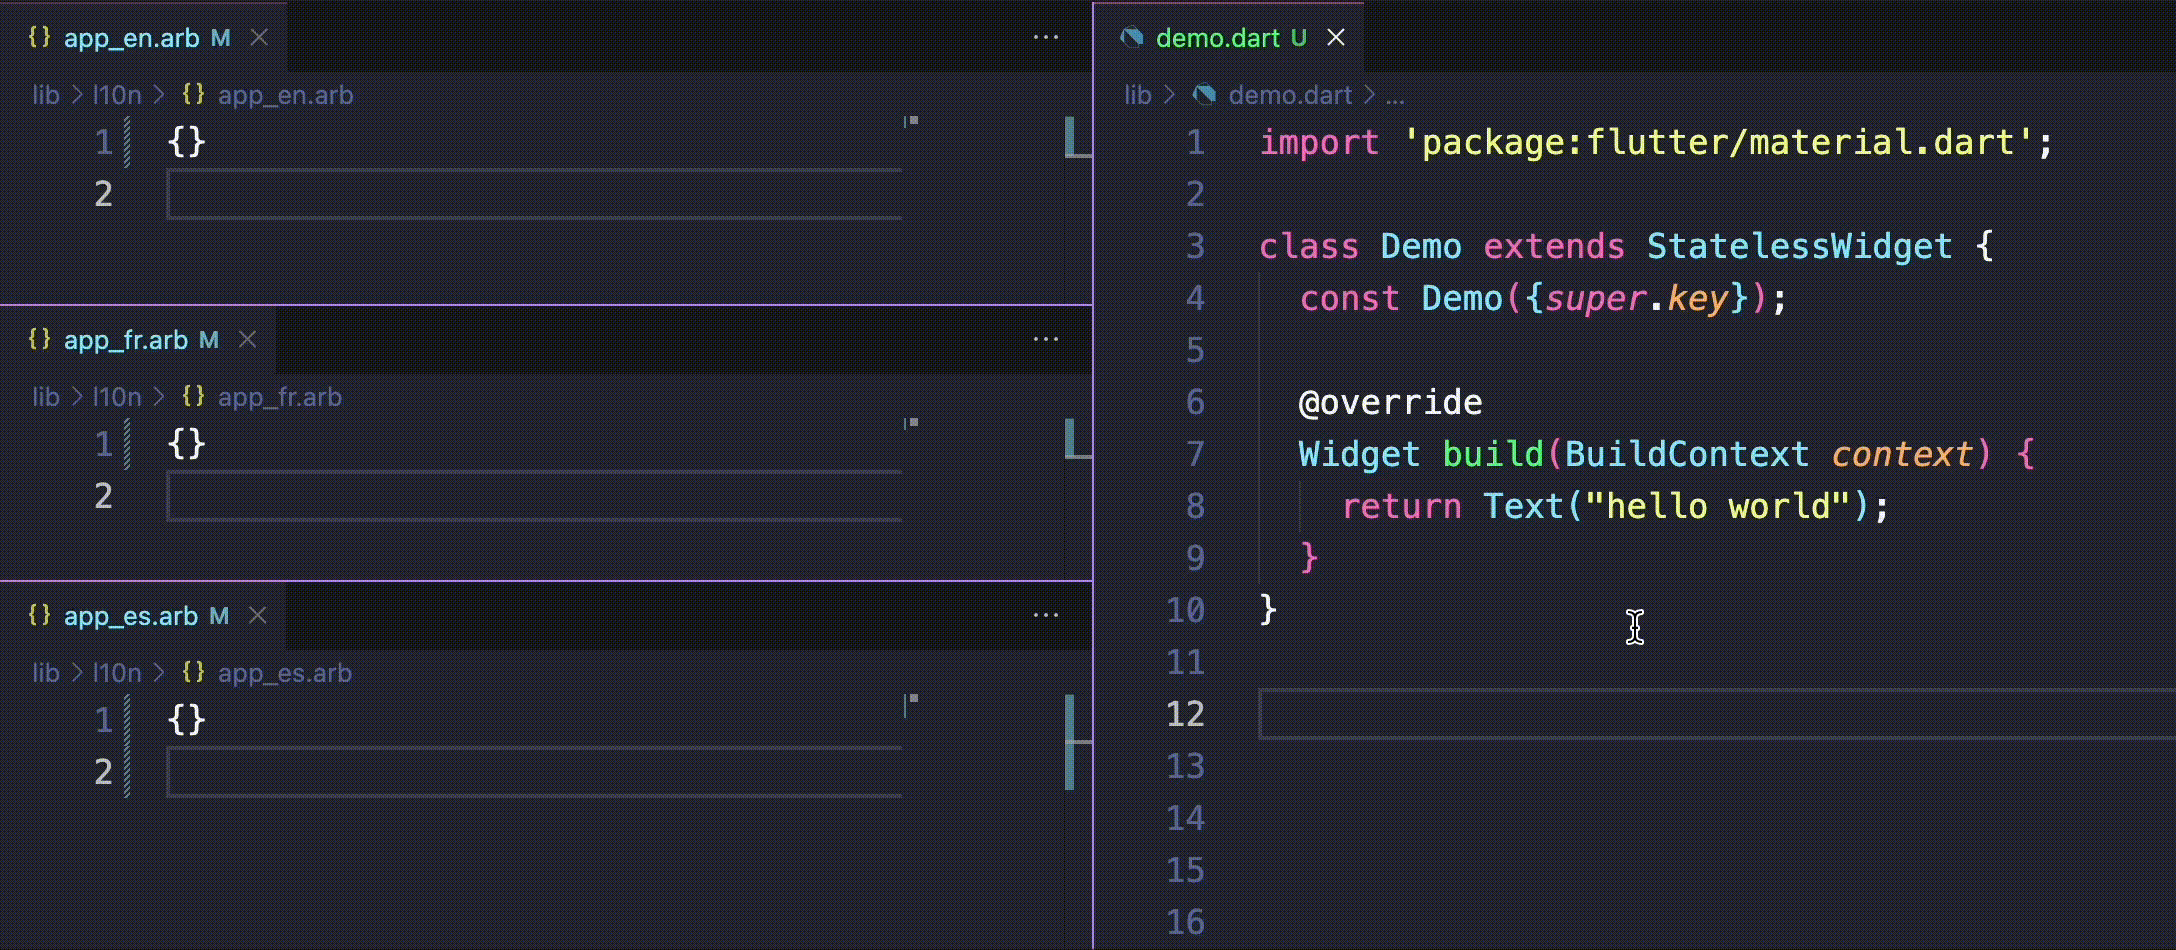 {} app_en.arb M
lib > l10n > {} app_en.arb
1 {}
2
{} app_fr.arb M
lib > l10n > {} app_fr.arb
1 {}
2
{} app_es.arb M
lib > l10n > {} app_es.arb
1 {}
2
demo.dart U
lib > demo.dart > ...
1 import 'package:flutter/material.dart';
2
3 class Demo extends StatelessWidget {
4 const Demo({super.key});
5
6 @override
7 Widget build(BuildContext context) {
8 return Text("hello world");
9 }
10 }
11
12
13
14
15
16